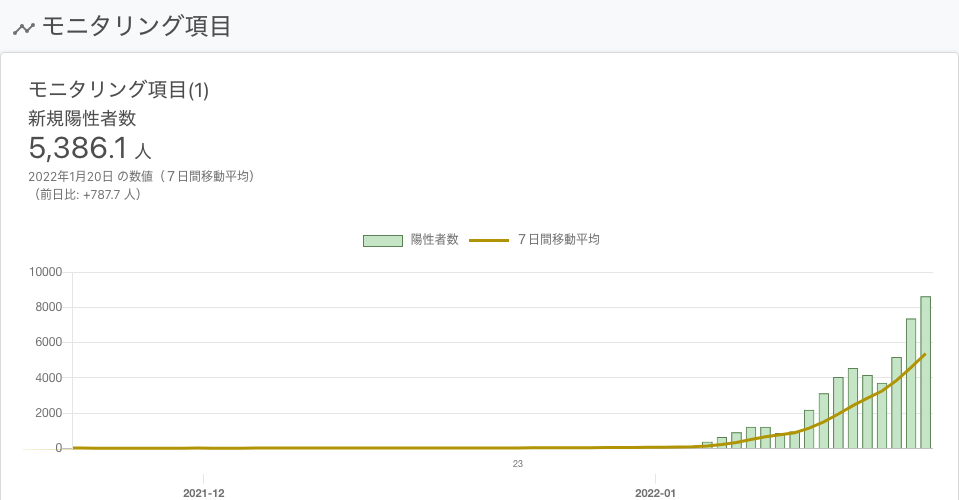 モニタリング項目
モニタリング項目(1)
新規陽性者数
5,386.1 人
2022年1月20日 の数値（７日間移動平均）
（前日比: +787.7 人）
陽性者数 ７日間移動平均
10000
8000
6000
4000
2000
0
23
2021-12 2022-01